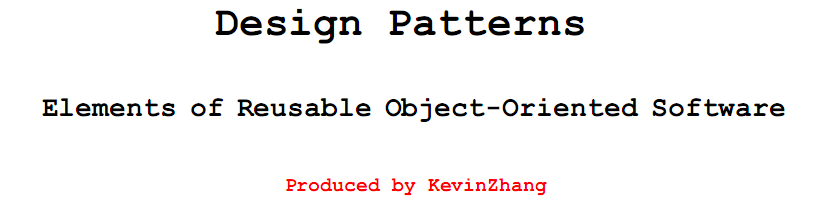 Design Patterns
Elements of Reusable Object-Oriented Software
Produced by KevinZhang